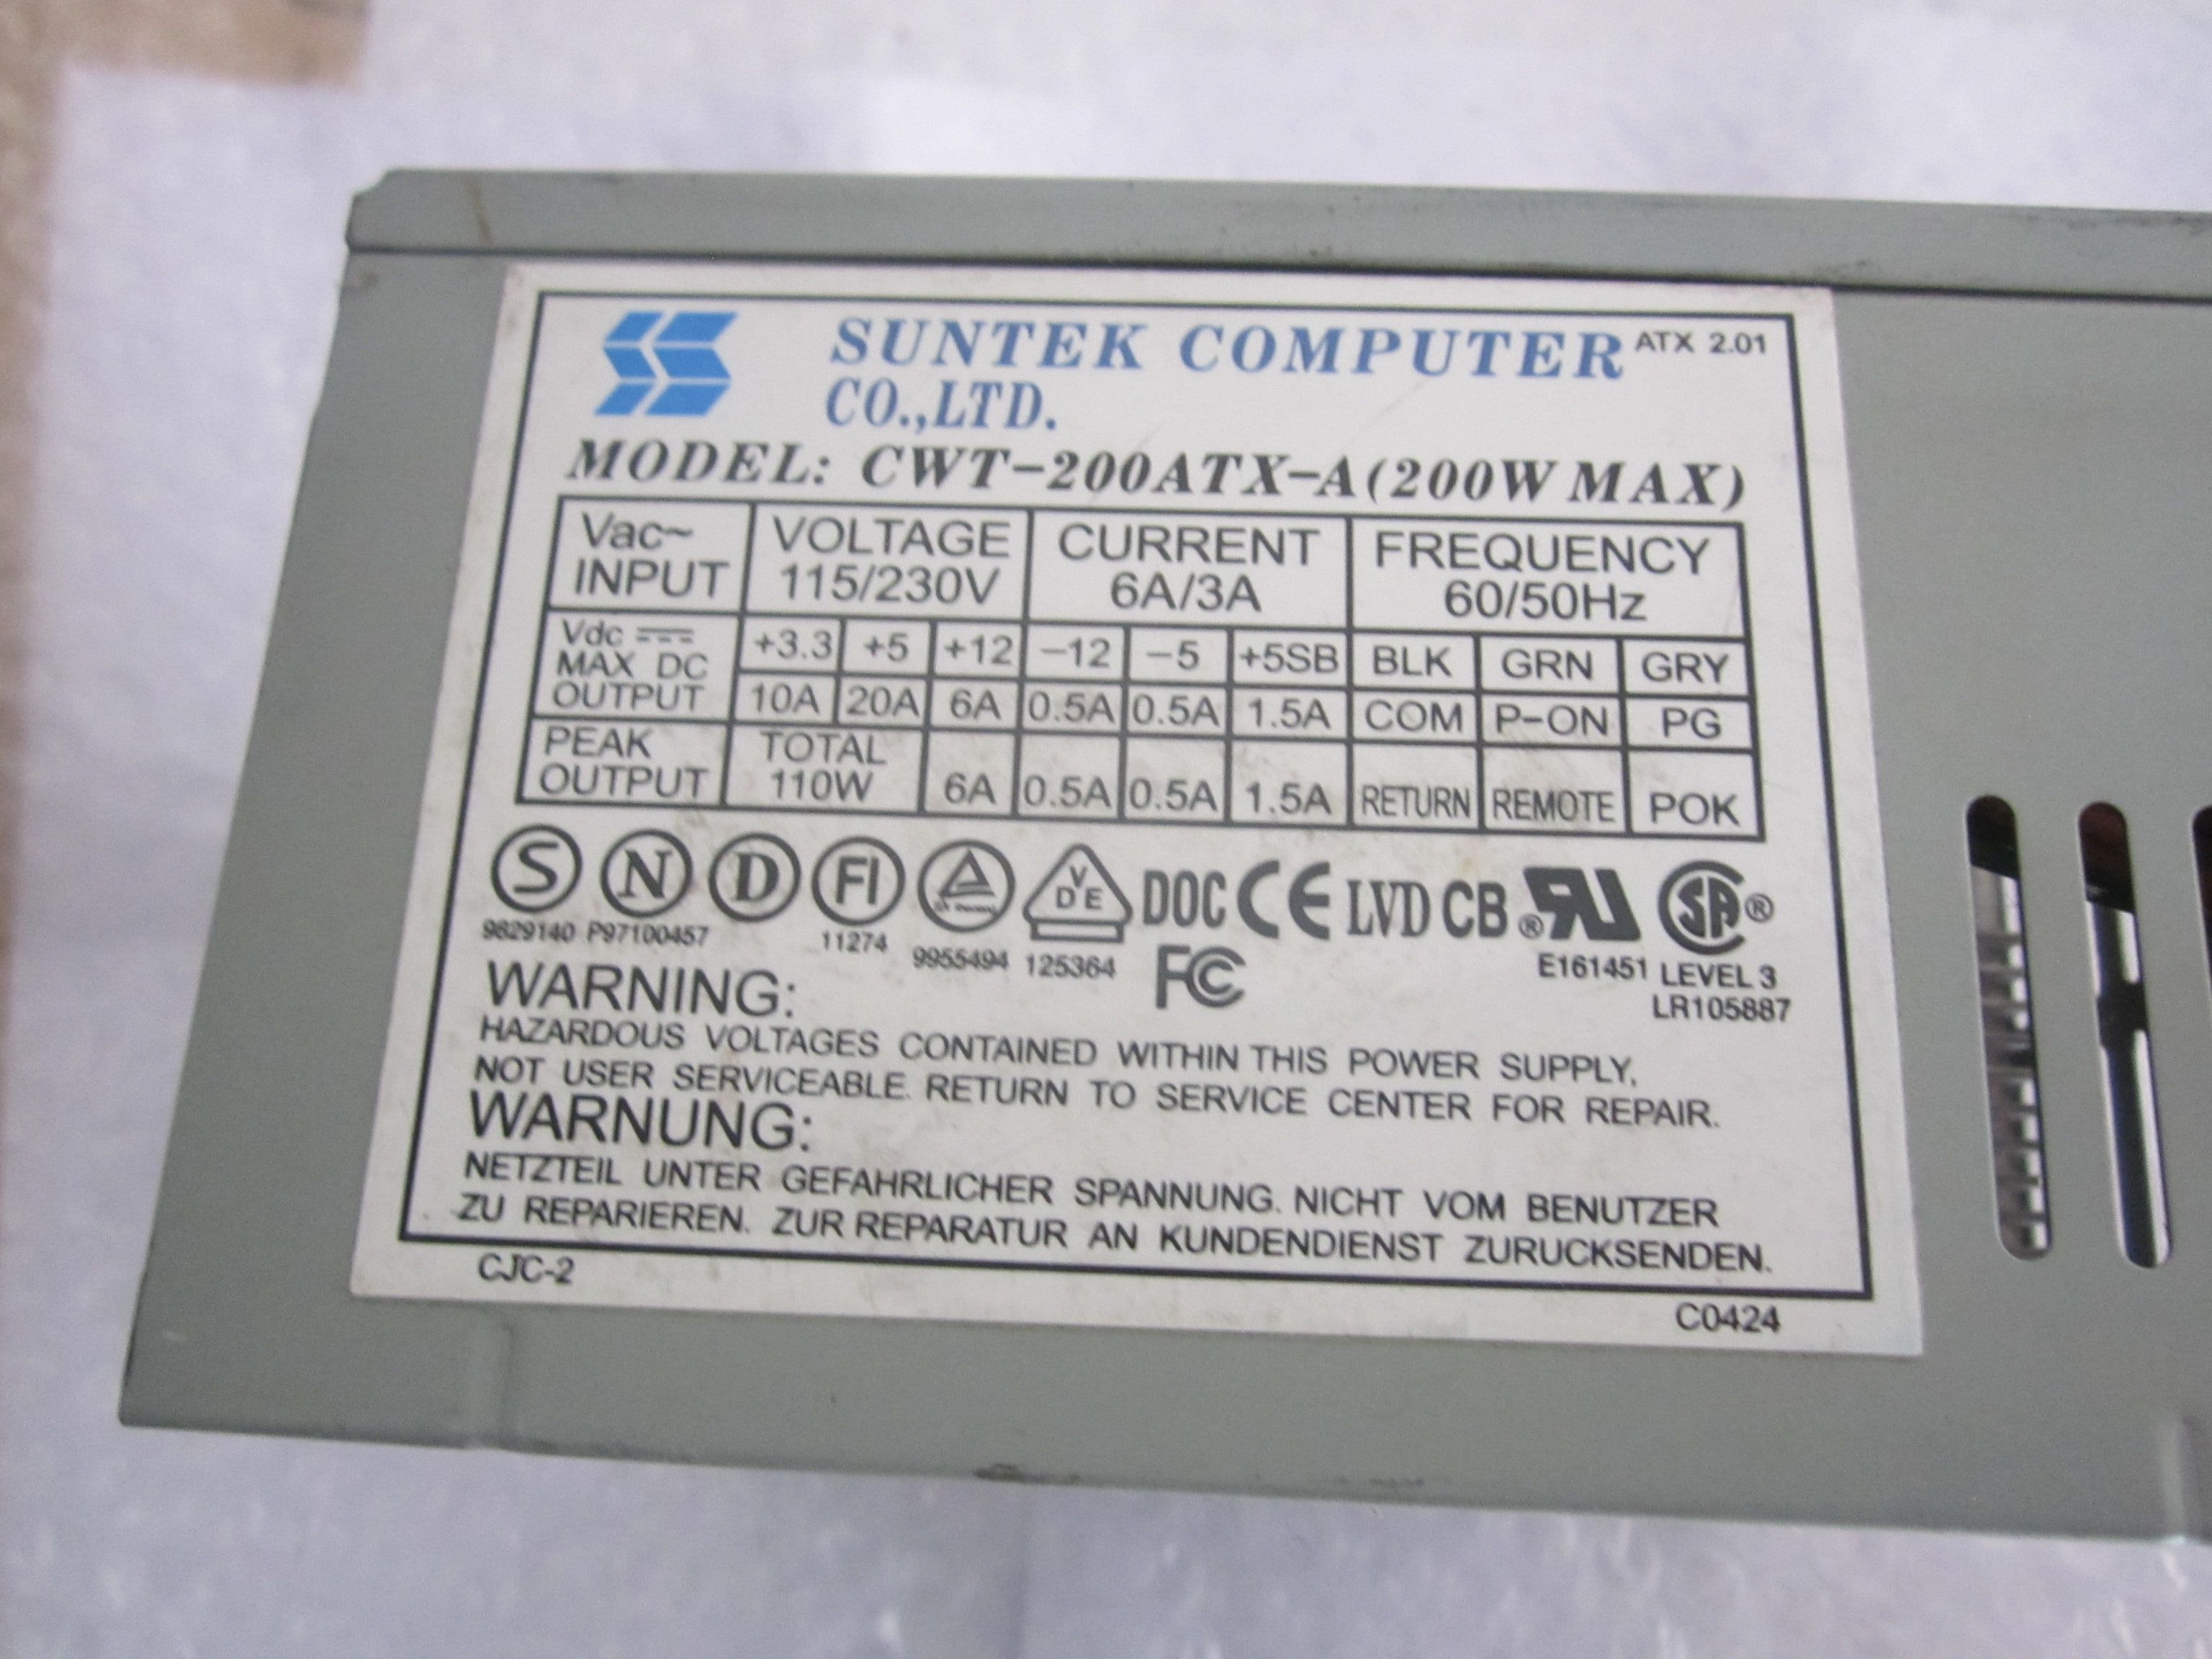 SUNTEK COMPUTER ATX 2.01
CO.,LTD.
MODEL: CWT-200ATX-A(200W MAX)
Vac~ INPUT VOLTAGE 115/230V CURRENT 6A/3A FREQUENCY 60/50Hz
Vdc MAX DC OUTPUT +3.3 +5 +12 -12 -5 +5SB BLK GRN GRY
10A 20A 6A 0.5A 0.5A 1.5A COM P-ON PG
PEAK OUTPUT TOTAL 110W 6A 0.5A 0.5A 1.5A RETURN REMOTE POK
S N D FI VDE DOC CE LVD CB ® RU SA ®
9829140 P97100457 11274 9955494 125364 FC E161451 LEVEL 3
LR105887
WARNING:
HAZARDOUS VOLTAGES CONTAINED WITHIN THIS POWER SUPPLY,
NOT USER SERVICEABLE. RETURN TO SERVICE CENTER FOR REPAIR.
WARNUNG:
NETZTEIL UNTER GEFAHRLICHER SPANNUNG. NICHT VOM BENUTZER
ZU REPARIEREN. ZUR REPARATUR AN KUNDENDIENST ZURUCKSENDEN.
CJC-2
C0424